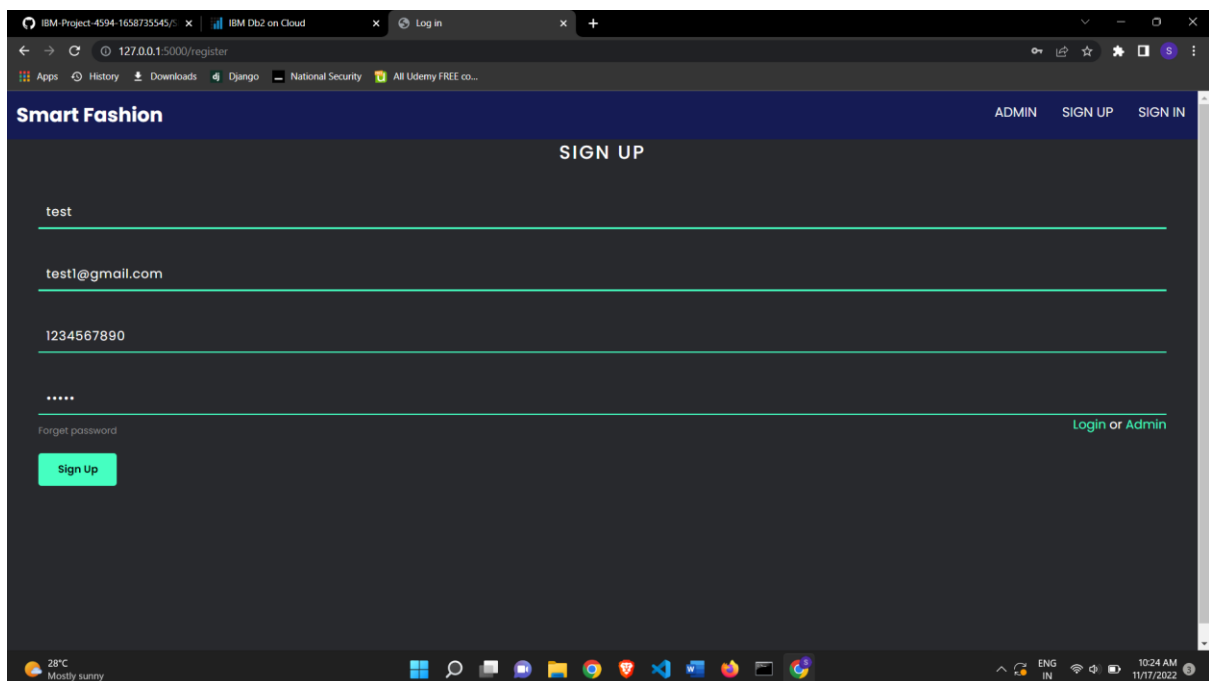 IBM-Project-4594-1658735545/S
IBM Db2 on Cloud
Log in
127.0.0.1:5000/register
Apps History Downloads Django National Security All Udemy FREE co...
Smart Fashion ADMIN SIGN UP SIGN IN
SIGN UP
test
test1@gmail.com
1234567890
•••••
Forget password Login or Admin
Sign Up
28°C
Mostly sunny
ENG
IN
10:24 AM
11/17/2022